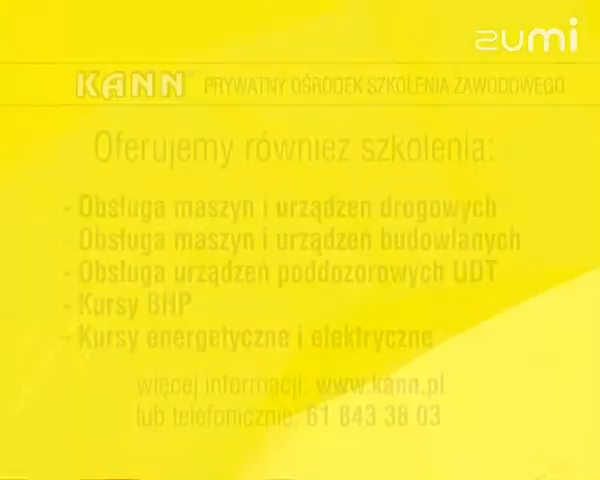 zumi
KANN® PRYWATNY OŚRODEK SZKOLENIA ZAWODOWEGO
Oferujemy również szkolenia:
- Obsługa maszyn i urządzeń drogowych
- Obsługa maszyn i urządzeń budowlanych
- Obsługa urządzeń poddozorowych UDT
- Kursy BHP
- Kursy energetyczne i elektryczne
więcej informacji: www.kann.pl
lub telefonicznie: 61 843 38 03